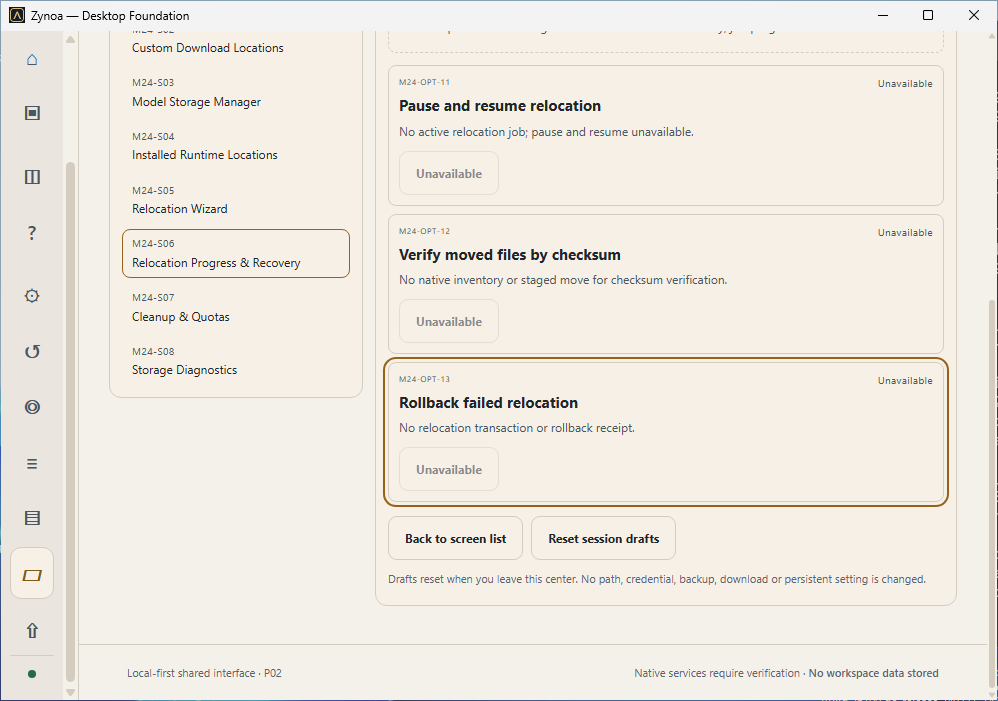 Zynoa — Desktop Foundation
Custom Download Locations
M24-S03
Model Storage Manager
M24-S04
Installed Runtime Locations
M24-S05
Relocation Wizard
M24-S06
Relocation Progress & Recovery
M24-S07
Cleanup & Quotas
M24-S08
Storage Diagnostics
M24-OPT-11
Unavailable
Pause and resume relocation
No active relocation job; pause and resume unavailable.
Unavailable
M24-OPT-12
Unavailable
Verify moved files by checksum
No native inventory or staged move for checksum verification.
Unavailable
M24-OPT-13
Unavailable
Rollback failed relocation
No relocation transaction or rollback receipt.
Unavailable
Back to screen list
Reset session drafts
Drafts reset when you leave this center. No path, credential, backup, download or persistent setting is changed.
Local-first shared interface · P02
Native services require verification · No workspace data stored